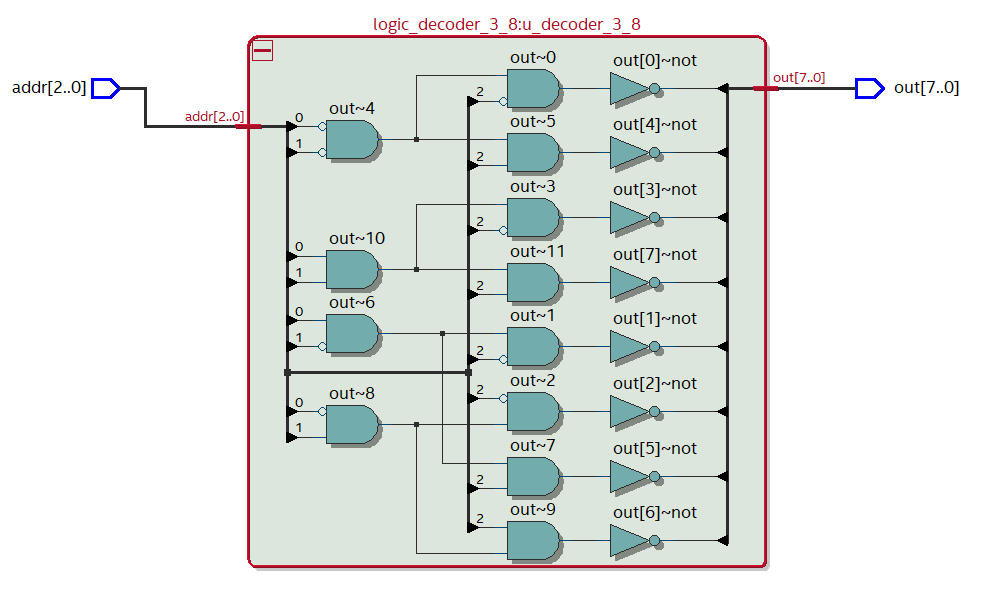 logic_decoder_3_8:u_decoder_3_8
out~0
out[0]~not
addr[2..0]
out[7..0]
out[7..0]
2
out~4
addr[2..0]
0
out~5
out[4]~not
1
2
out~3
out[3]~not
2
out~10
0
out~11
out[7]~not
1
2
out~6
0
out~1
out[1]~not
1
2
out~2
out[2]~not
out~8
2
0
1
out~7
out[5]~not
2
out~9
out[6]~not
2